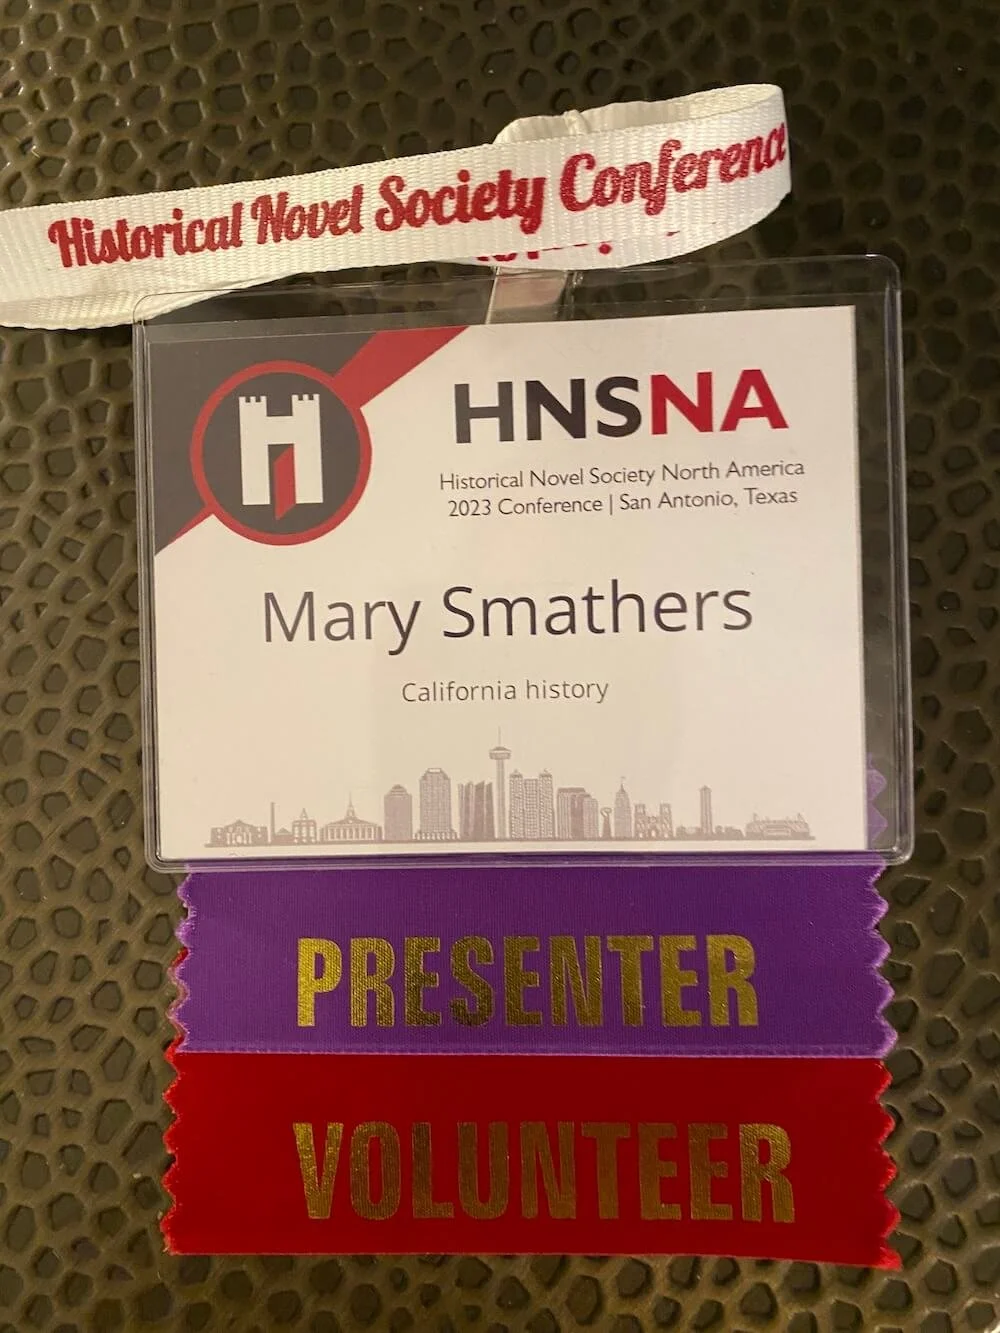 Historical Novel Society Conference
HNSNA
Historical Novel Society North America
2023 Conference | San Antonio, Texas
Mary Smathers
California history
PRESENTER
VOLUNTEER